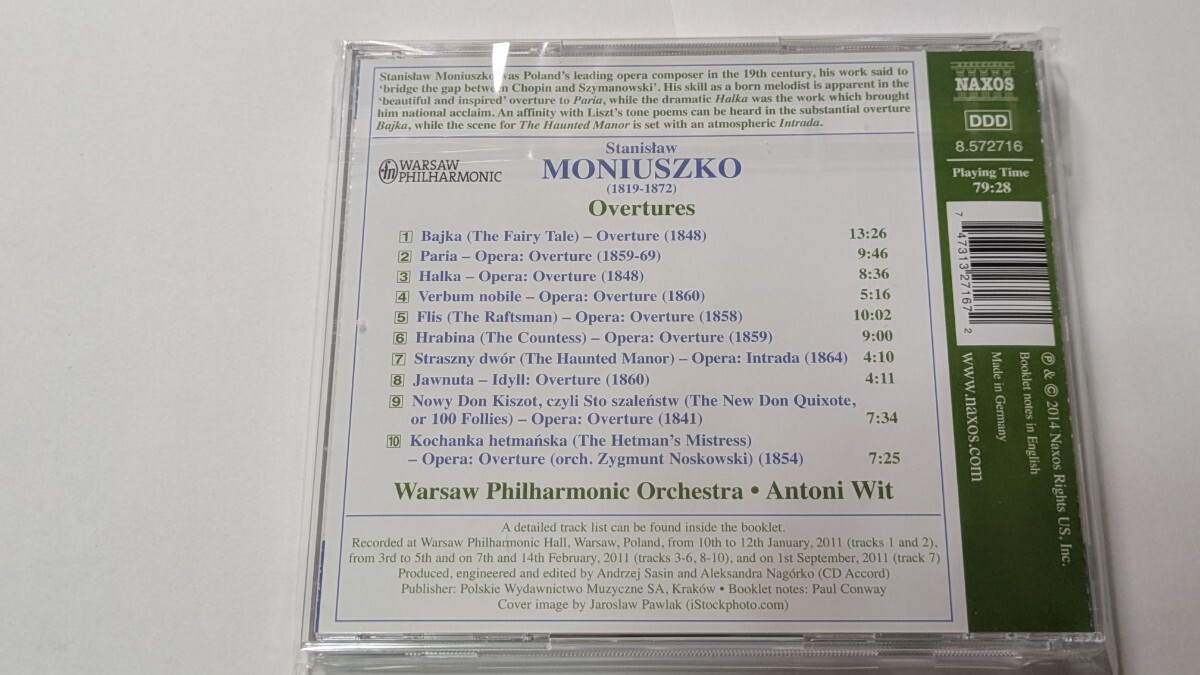 Stanisław Moniuszko was Poland's leading opera composer in the 19th century, his work said to
'bridge the gap between Chopin and Szymanowski'. His skill as a born melodist is apparent in the
'beautiful and inspired' overture to Paria, while the dramatic Halka was the work which brought
him national acclaim. An affinity with Liszt's tone poems can be heard in the substantial overture
Bajka, while the scene for The Haunted Manor is set with an atmospheric Intrada.
fn WARSAW
PHILHARMONIC
Stanisław
MONIUSZKO
(1819-1872)
Overtures
1 Bajka (The Fairy Tale) – Overture (1848) 13:26
2 Paria – Opera: Overture (1859-69) 9:46
3 Halka – Opera: Overture (1848) 8:36
4 Verbum nobile – Opera: Overture (1860) 5:16
5 Flis (The Raftsman) – Opera: Overture (1858) 10:02
6 Hrabina (The Countess) – Opera: Overture (1859) 9:00
7 Straszny dwór (The Haunted Manor) – Opera: Intrada (1864) 4:10
8 Jawnuta – Idyll: Overture (1860) 4:11
9 Nowy Don Kiszot, czyli Sto szaleństw (The New Don Quixote,
or 100 Follies) – Opera: Overture (1841) 7:34
10 Kochanka hetmańska (The Hetman's Mistress)
– Opera: Overture (orch. Zygmunt Noskowski) (1854) 7:25
Warsaw Philharmonic Orchestra • Antoni Wit
A detailed track list can be found inside the booklet.
Recorded at Warsaw Philharmonic Hall, Warsaw, Poland, from 10th to 12th January, 2011 (tracks 1 and 2),
from 3rd to 5th and on 7th and 14th February, 2011 (tracks 3-6, 8-10), and on 1st September, 2011 (track 7)
Produced, engineered and edited by Andrzej Sasin and Aleksandra Nagórko (CD Accord)
Publisher: Polskie Wydawnictwo Muzyczne SA, Kraków • Booklet notes: Paul Conway
Cover image by Jaroslaw Pawlak (iStockphoto.com)
NAXOS
DDD
8.572716
Playing Time
79:28
7 47313 27167 2
℗ & © 2014 Naxos Rights US, Inc.
Booklet notes in English
Made in Germany
www.naxos.com